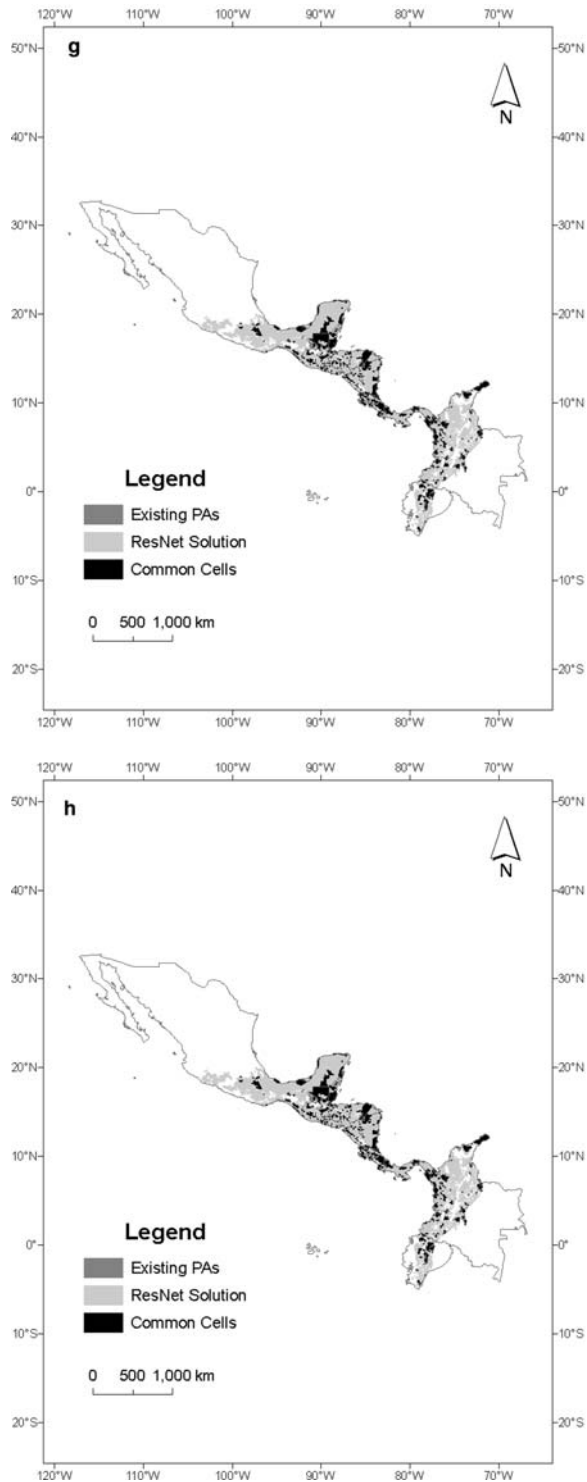 120°W 110°W 100°W 90°W 80°W 70°W
g
50°N 50°N
N
40°N 40°N
30°N 30°N
20°N 20°N
10°N 10°N
Legend
0° 0°
Existing PAs
ResNet Solution
Common Cells
10°S 10°S
0 500 1,000 km
20°S 20°S
120°W 110°W 100°W 90°W 80°W 70°W
120°W 110°W 100°W 90°W 80°W 70°W
h
50°N 50°N
N
40°N 40°N
30°N 30°N
20°N 20°N
10°N 10°N
Legend
0° 0°
Existing PAs
ResNet Solution
Common Cells
10°S 10°S
0 500 1,000 km
20°S 20°S
120°W 110°W 100°W 90°W 80°W 70°W